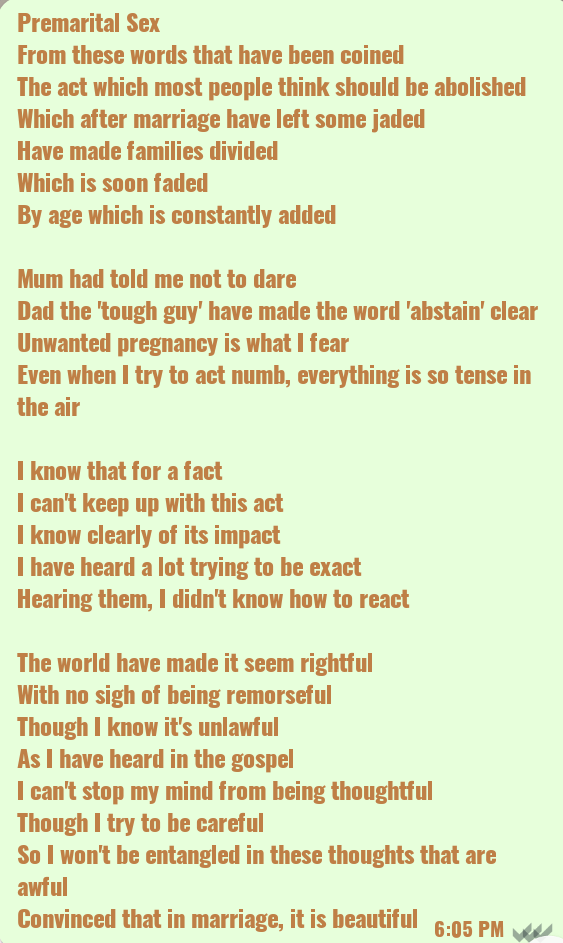 Premarital Sex
From these words that have been coined
The act which most people think should be abolished
Which after marriage have left some jaded
Have made families divided
Which is soon faded
By age which is constantly added
Mum had told me not to dare
Dad the 'tough guy' have made the word 'abstain' clear
Unwanted pregnancy is what I fear
Even when I try to act numb, everything is so tense in
the air
I know that for a fact
I can't keep up with this act
I know clearly of its impact
I have heard a lot trying to be exact
Hearing them, I didn't know how to react
The world have made it seem rightful
With no sigh of being remorseful
Though I know it's unlawful
As I have heard in the gospel
I can't stop my mind from being thoughtful
Though I try to be careful
So I won't be entangled in these thoughts that are
awful
Convinced that in marriage, it is beautiful
6:05 PM